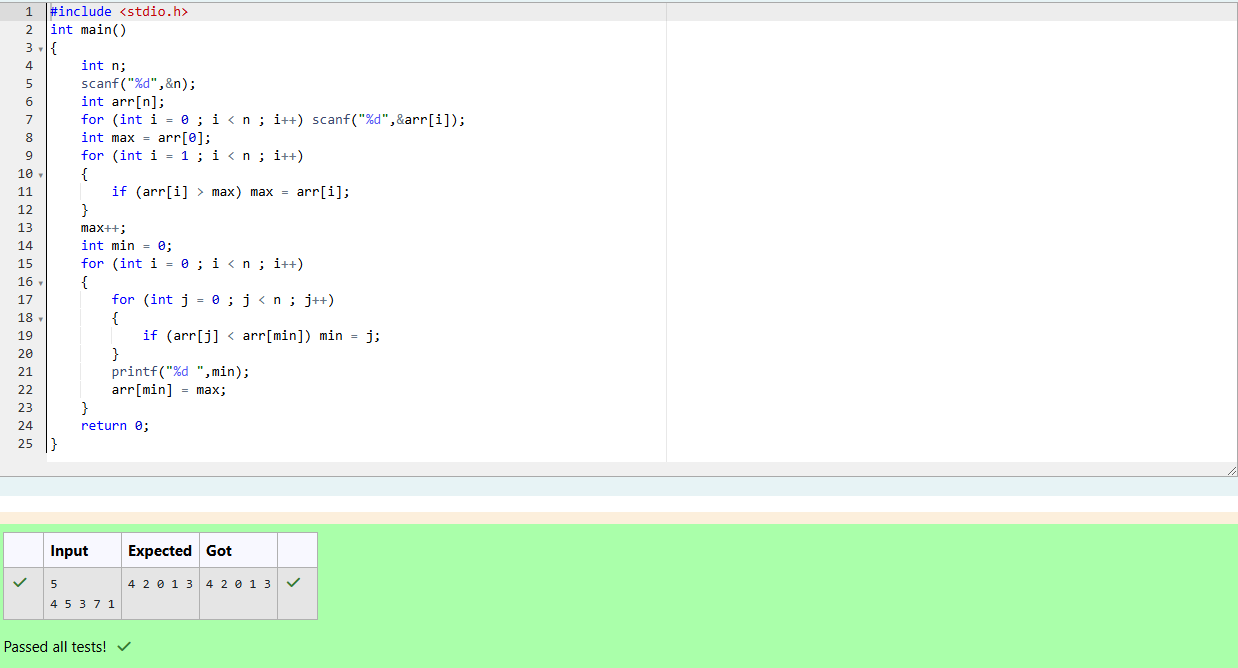 1 #include <stdio.h>
2 int main()
3 {
4     int n;
5     scanf("%d",&n);
6     int arr[n];
7     for (int i = 0 ; i < n ; i++) scanf("%d",&arr[i]);
8     int max = arr[0];
9     for (int i = 1 ; i < n ; i++)
10     {
11         if (arr[i] > max) max = arr[i];
12     }
13     max++;
14     int min = 0;
15     for (int i = 0 ; i < n ; i++)
16     {
17         for (int j = 0 ; j < n ; j++)
18         {
19             if (arr[j] < arr[min]) min = j;
20         }
21         printf("%d ",min);
22         arr[min] = max;
23     }
24     return 0;
25 }
Input Expected Got
5 4 2 0 1 3 4 2 0 1 3
4 5 3 7 1
Passed all tests!